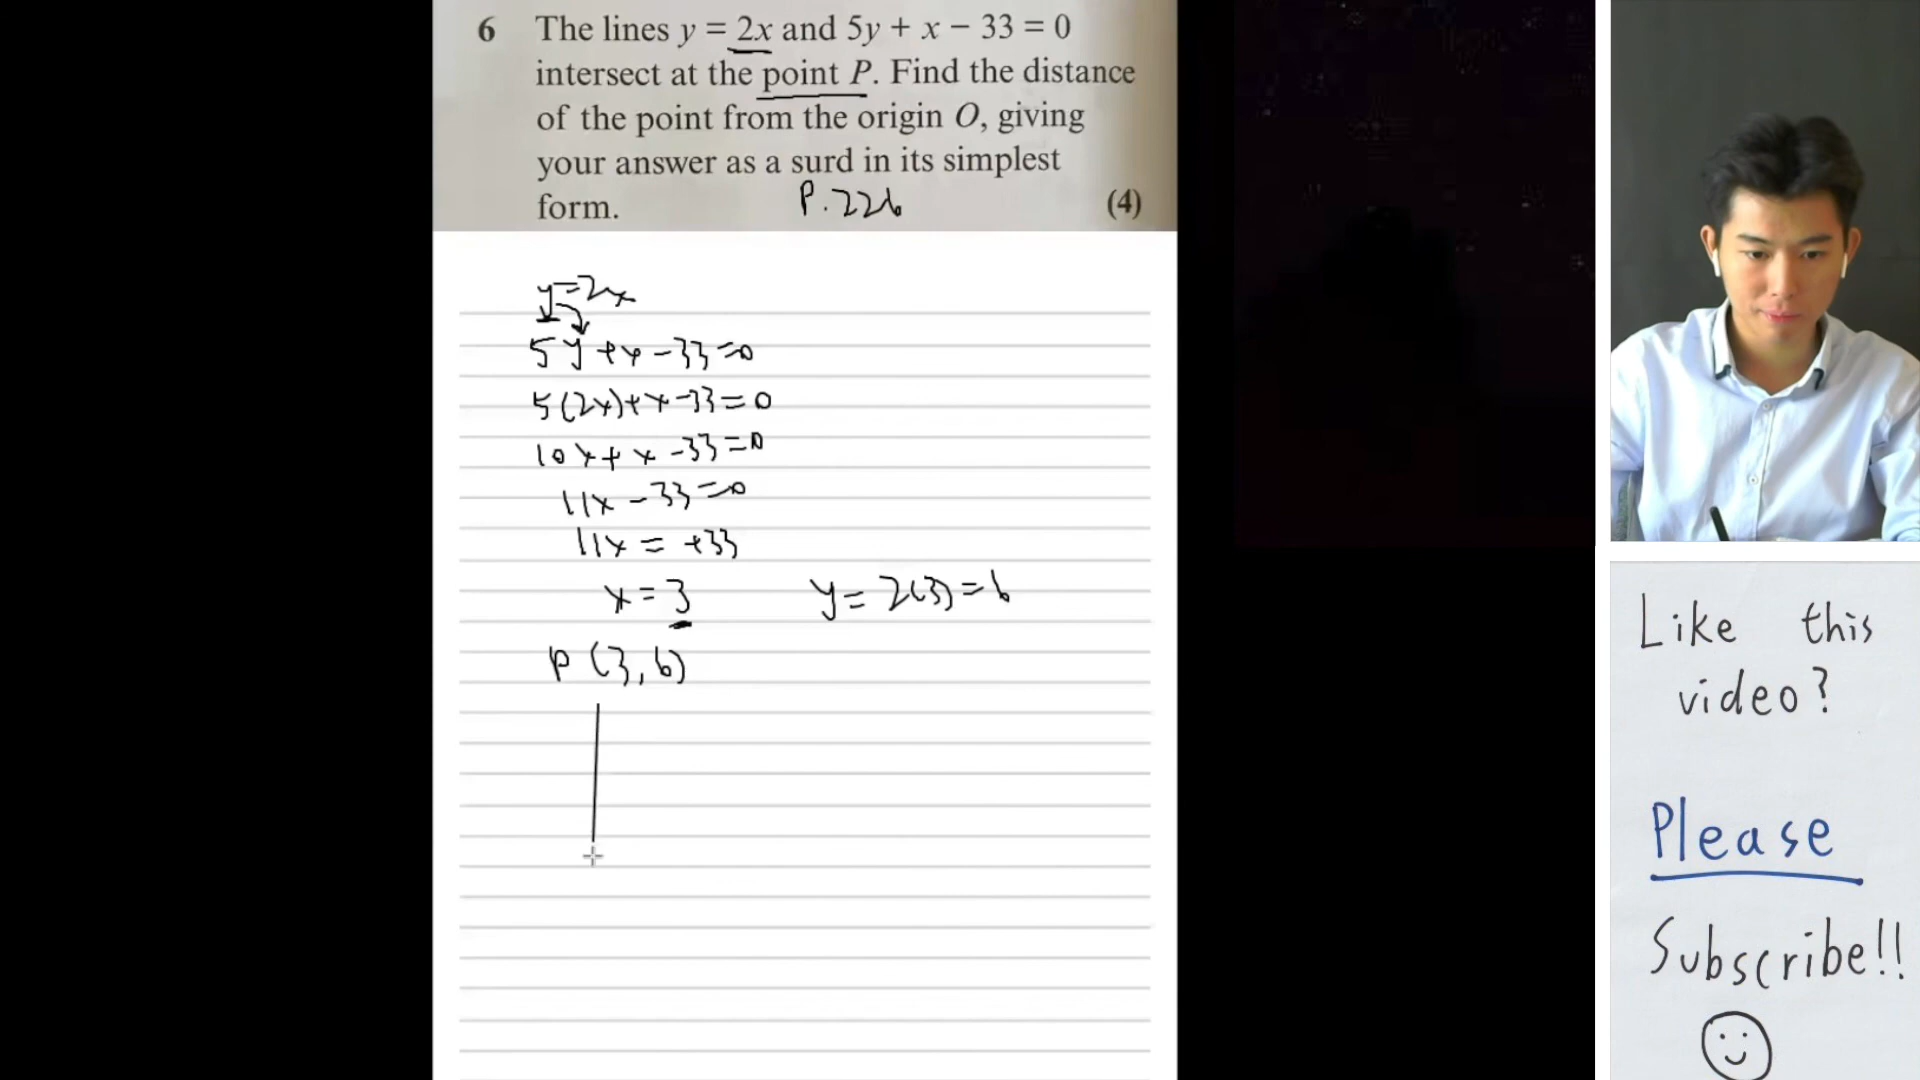 6 The lines y = 2x and 5y + x − 33 = 0
intersect at the point P. Find the distance
of the point from the origin O, giving
your answer as a surd in its simplest
form. (4)
P.226
y=2x
5y+x-33=0
5(2x)+x-33=0
10x+x-33=0
11x-33=0
11x=+33
x=3 y=2(3)=6
P(3,6)
Like this
video?
Please
Subscribe!!